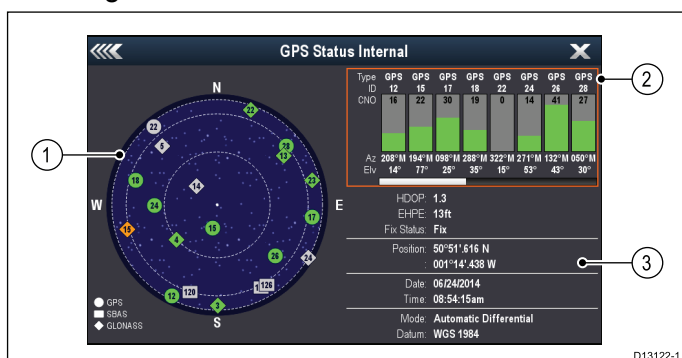 GPS Status Internal
Type GPS GPS GPS GPS GPS GPS GPS GPS
ID 12 15 17 18 22 24 26 28
CNO 16 22 30 19 0 14 41 27
Az 208°M 194°M 098°M 288°M 322°M 271°M 132°M 050°M
Elv 14° 77° 25° 35° 15° 53° 43° 30°
HDOP: 1.3
EHPE: 13ft
Fix Status: Fix
Position: 50°51'.616 N
: 001°14'.438 W
Date: 06/24/2014
Time: 08:54:15am
Mode: Automatic Differential
Datum: WGS 1984
N
22
22
5
28
13
18
14
23
W
24
E
17
15
15
4
26
24
120
126
12
3
S
GPS
SBAS
GLONASS
1
2
3
D13122-1